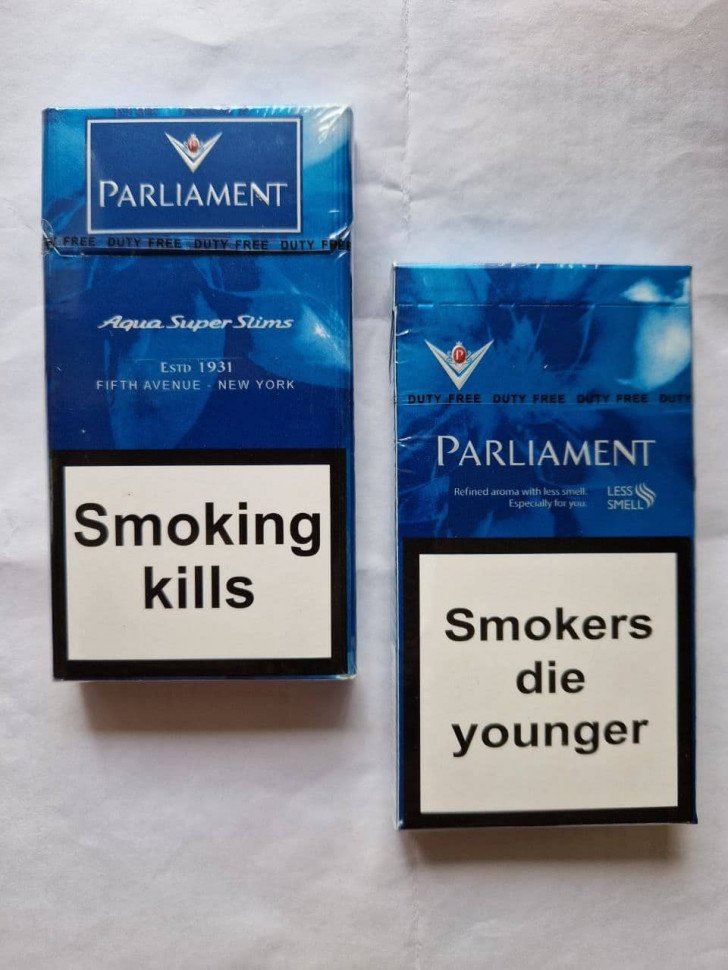 PARLIAMENT
FREE DUTY FREE DUTY FREE DUTY FREE
Aqua Super Slims
ESTD 1931
FIFTH AVENUE - NEW YORK
Smoking
kills
P
DUTY FREE DUTY FREE DUTY FREE DUTY
PARLIAMENT
Refined aroma with less smell.
Especially for you.
LESS
SMELL
Smokers
die
younger